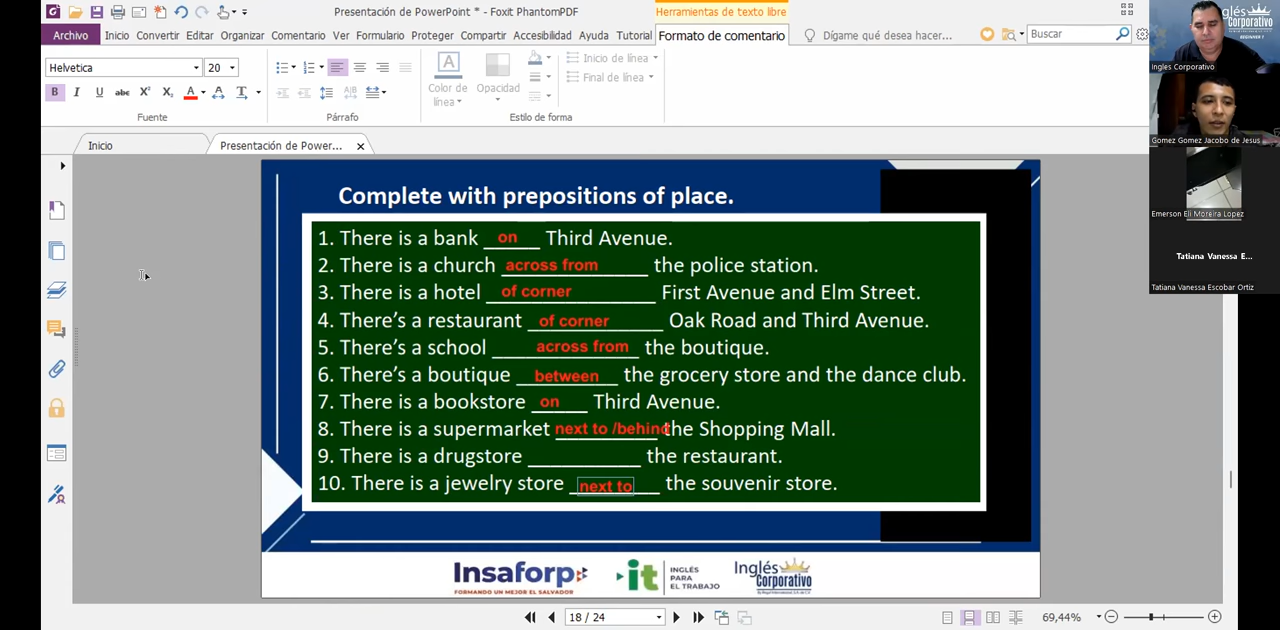 Presentación de PowerPoint * - Foxit PhantomPDF
Herramientas de texto libre
Archivo Inicio Convertir Editar Organizar Comentario Ver Formulario Proteger Compartir Accesibilidad Ayuda Tutorial Formato de comentario Dígame qué desea hacer... Buscar
Helvetica 20
Color de línea
Opacidad
Inicio de línea
Final de línea
Fuente Párrafo Estilo de forma
Inicio Presentación de Power...
Complete with prepositions of place.
1. There is a bank on Third Avenue.
2. There is a church across from the police station.
3. There is a hotel of corner First Avenue and Elm Street.
4. There's a restaurant of corner Oak Road and Third Avenue.
5. There's a school across from the boutique.
6. There's a boutique between the grocery store and the dance club.
7. There is a bookstore on Third Avenue.
8. There is a supermarket next to /behind the Shopping Mall.
9. There is a drugstore ____________ the restaurant.
10. There is a jewelry store next to the souvenir store.
Insaforp
FORMANDO UN MEJOR EL SALVADOR
it INGLÉS PARA EL TRABAJO
Inglés Corporativo
18 / 24
69,44%
Inglés Corporativo
BEGINNER 1
Ingles Corporativo
Gomez Gomez Jacobo de Jesus
Emerson Eli Moreira Lopez
Tatiana Vanessa E...
Tatiana Vanessa Escobar Ortiz